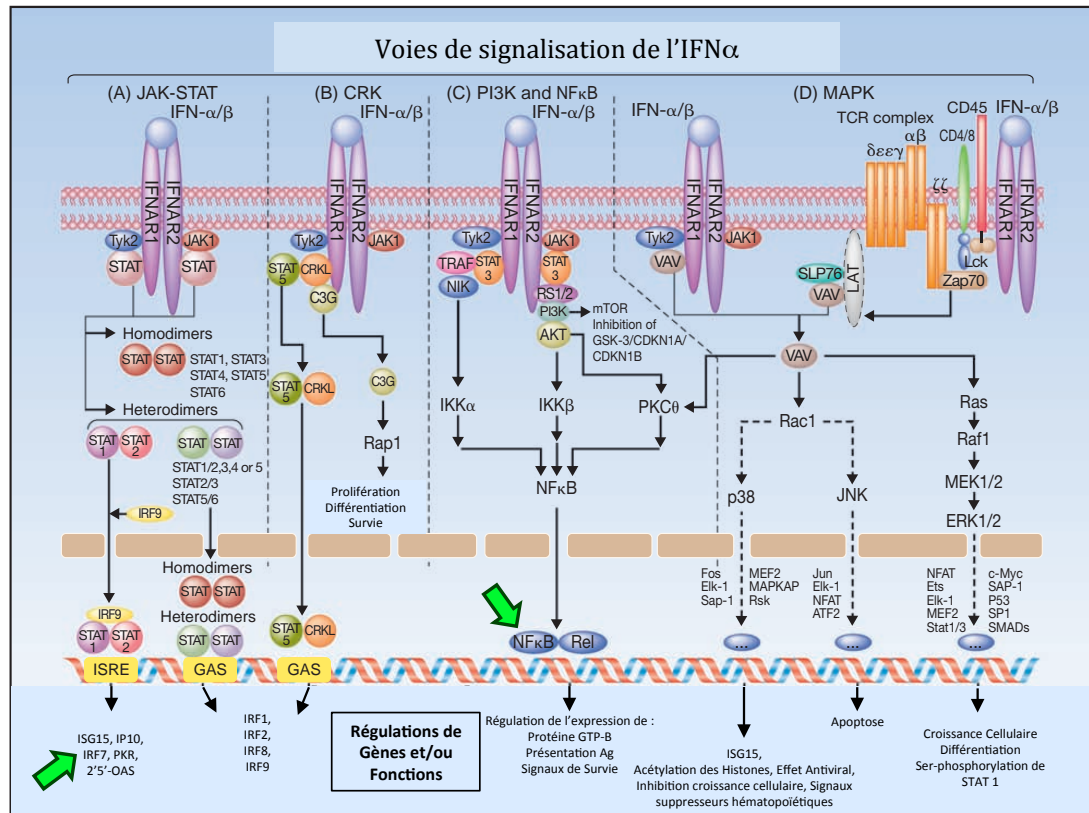 Voies de signalisation de l'IFNα
(A) JAK-STAT
IFN-α/β
IFNAR1
IFNAR2
Tyk2
JAK1
STAT
STAT
Homodimers
STAT STAT
STAT1, STAT3
STAT4, STAT5
STAT6
Heterodimers
STAT 1
STAT 2
STAT STAT
STAT1/2,3,4 or 5
STAT2/3
STAT5/6
IRF9
Homodimers
STAT STAT
Heterodimers
STAT STAT
IRF9
STAT 1
STAT 2
ISRE
GAS
ISG15, IP10,
IRF7, PKR,
2'5'-OAS
(B) CRK
IFN-α/β
IFNAR1
IFNAR2
Tyk2
JAK1
STAT 5
CRKL
C3G
STAT 5
CRKL
C3G
Rap1
Prolifération
Différentiation
Survie
STAT 5
CRKL
GAS
IRF1,
IRF2,
IRF8,
IRF9
(C) PI3K and NFκB
IFN-α/β
IFNAR1
IFNAR2
Tyk2
JAK1
TRAF
STAT 3
STAT 3
NIK
RS1/2
PI3K
mTOR
Inhibition of
GSK-3/CDKN1A/
CDKN1B
AKT
IKKα
IKKβ
PKCθ
NFκB
NFκB
Rel
Régulations de
Gènes et/ou
Fonctions
Régulation de l'expression de :
Protéine GTP-B
Présentation Ag
Signaux de Survie
(D) MAPK
IFN-α/β
IFNAR1
IFNAR2
Tyk2
JAK1
VAV
TCR complex
δεεγ
αβ
ζζ
CD4/8
CD45
IFN-α/β
IFNAR1
IFNAR2
SLP76
LAT
VAV
Lck
Zap70
VAV
Rac1
Ras
Raf1
MEK1/2
ERK1/2
p38
JNK
Fos
Elk-1
Sap-1
MEF2
MAPKAP
Rsk
Jun
Elk-1
NFAT
ATF2
NFAT
Ets
Elk-1
MEF2
Stat1/3
c-Myc
SAP-1
P53
SP1
SMADs
...
...
...
ISG15,
Acétylation des Histones, Effet Antiviral,
Inhibition croissance cellulaire, Signaux
suppresseurs hématopoïétiques
Apoptose
Croissance Cellulaire
Différentiation
Ser-phosphorylation de
STAT 1